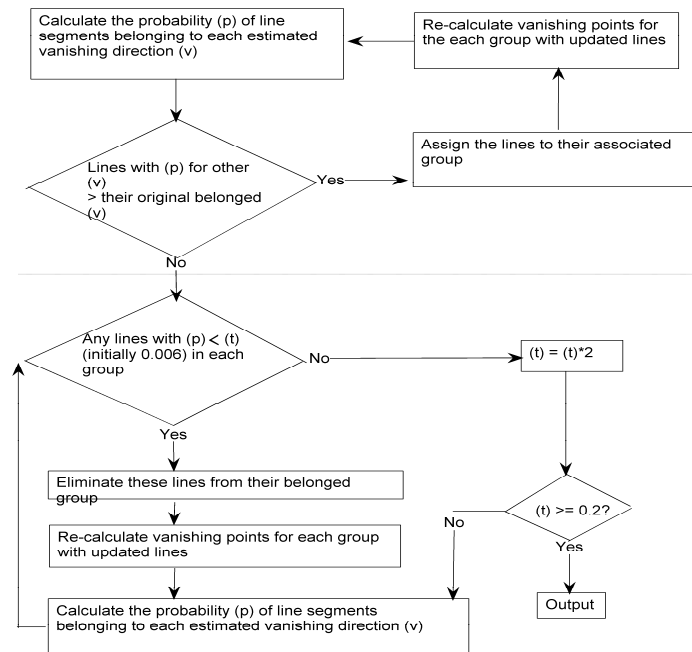 Calculate the probability (p) of line
segments belonging to each estimated
vanishing direction (v)
Re-calculate vanishing points for
the each group with updated lines
Assign the lines to their associated
group
Lines with (p) for other
(v)
> their original belonged
(v)
Yes
No
Any lines with (p) < (t)
(initially 0.006) in each
group
No
(t) = (t)*2
Yes
Eliminate these lines from their belonged
group
Re-calculate vanishing points for each group
with updated lines
(t) >= 0.2?
No
Yes
Output
Calculate the probability (p) of line segments
belonging to each estimated vanishing direction (v)